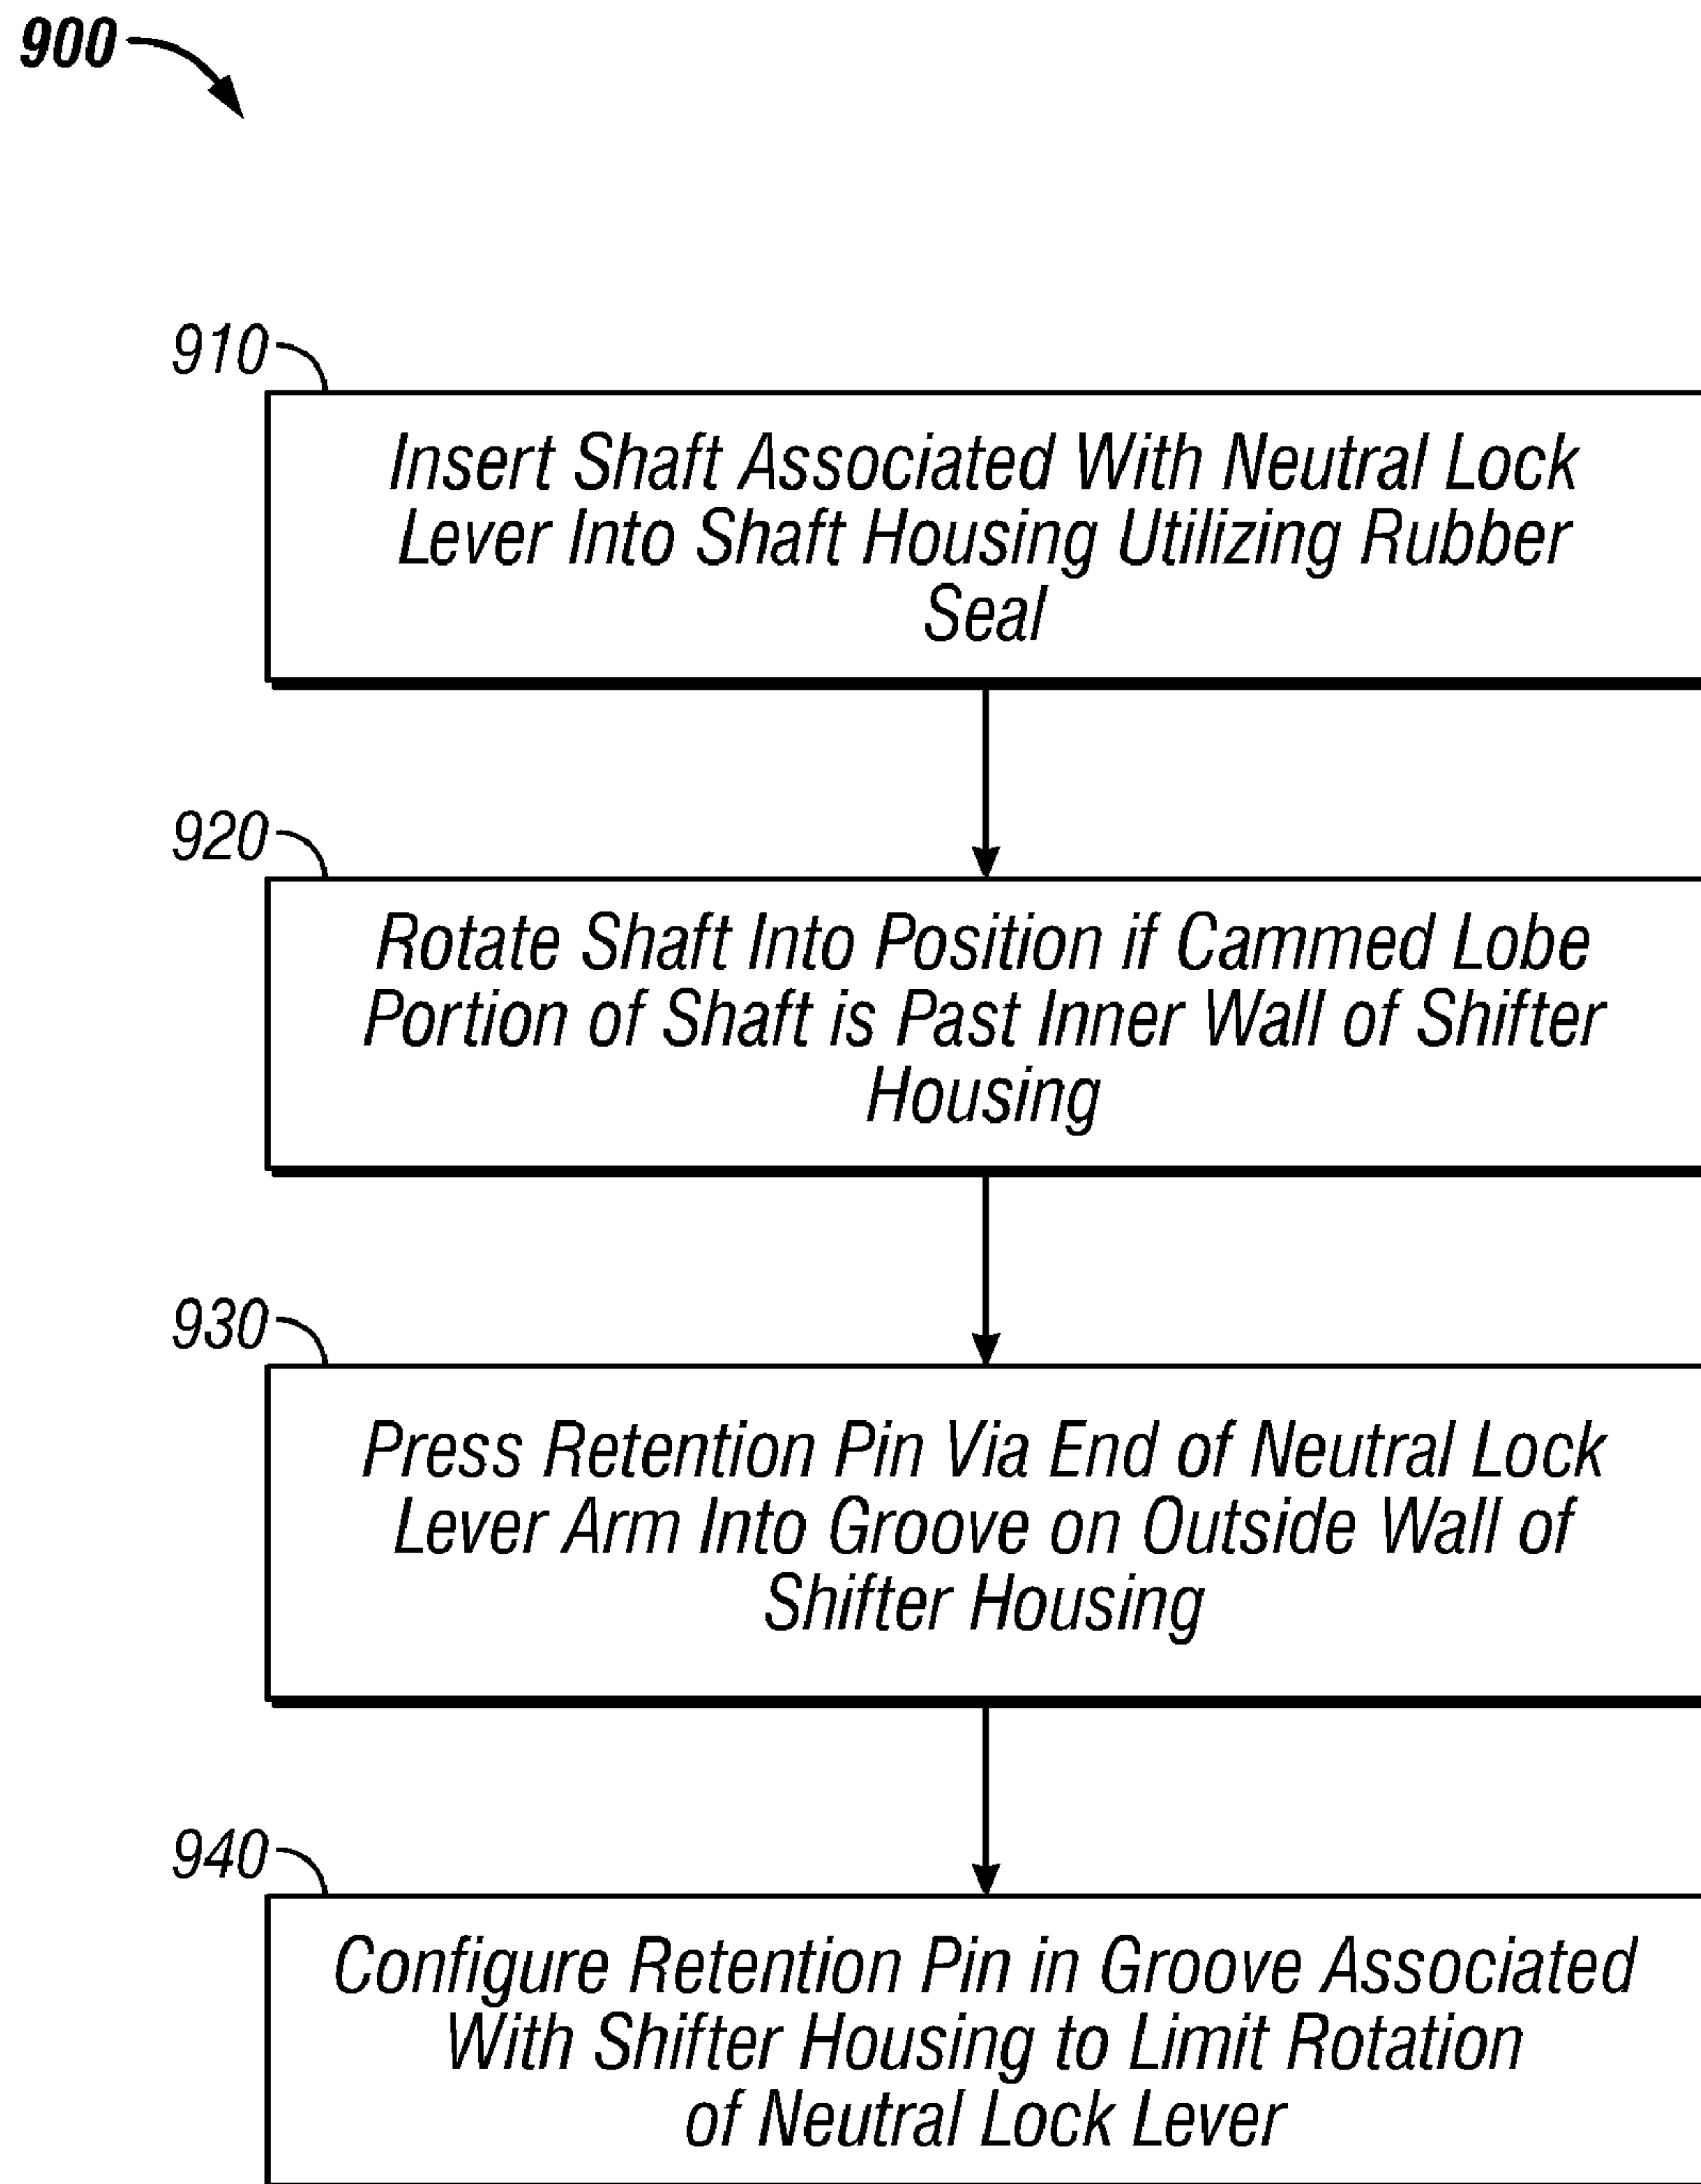 900
910
Insert Shaft Associated With Neutral Lock
Lever Into Shaft Housing Utilizing Rubber
Seal
920
Rotate Shaft Into Position if Cammed Lobe
Portion of Shaft is Past Inner Wall of Shifter
Housing
930
Press Retention Pin Via End of Neutral Lock
Lever Arm Into Groove on Outside Wall of
Shifter Housing
940
Configure Retention Pin in Groove Associated
With Shifter Housing to Limit Rotation
of Neutral Lock Lever